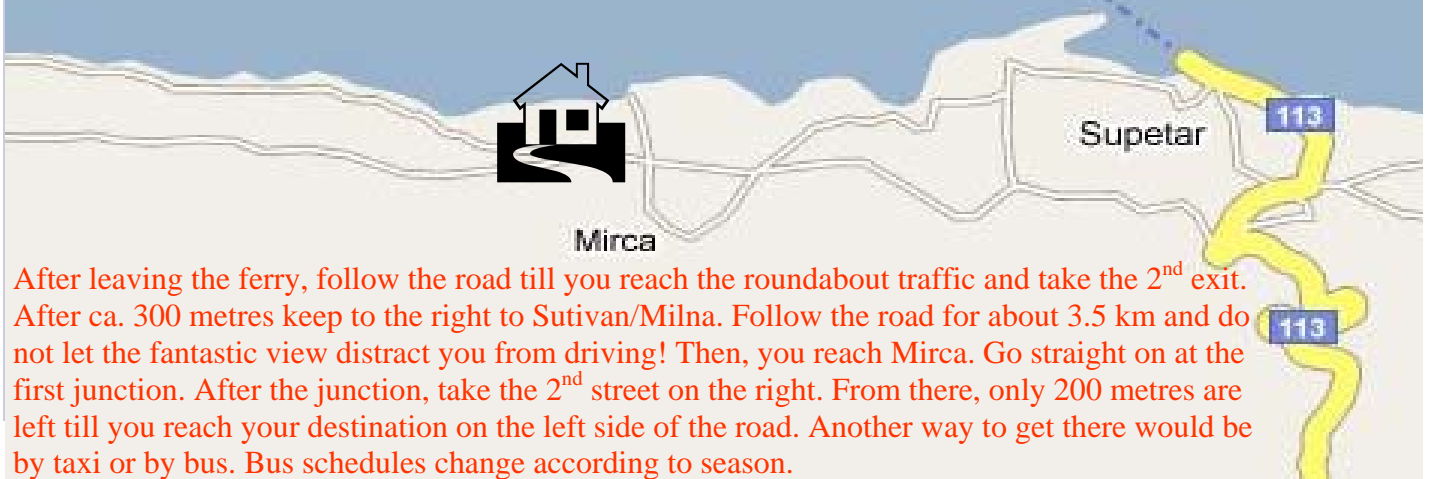 113
Supetar
Mirca
After leaving the ferry, follow the road till you reach the roundabout traffic and take the 2nd exit.
After ca. 300 metres keep to the right to Sutivan/Milna. Follow the road for about 3.5 km and do
not let the fantastic view distract you from driving! Then, you reach Mirca. Go straight on at the
first junction. After the junction, take the 2nd street on the right. From there, only 200 metres are
left till you reach your destination on the left side of the road. Another way to get there would be
by taxi or by bus. Bus schedules change according to season.
113